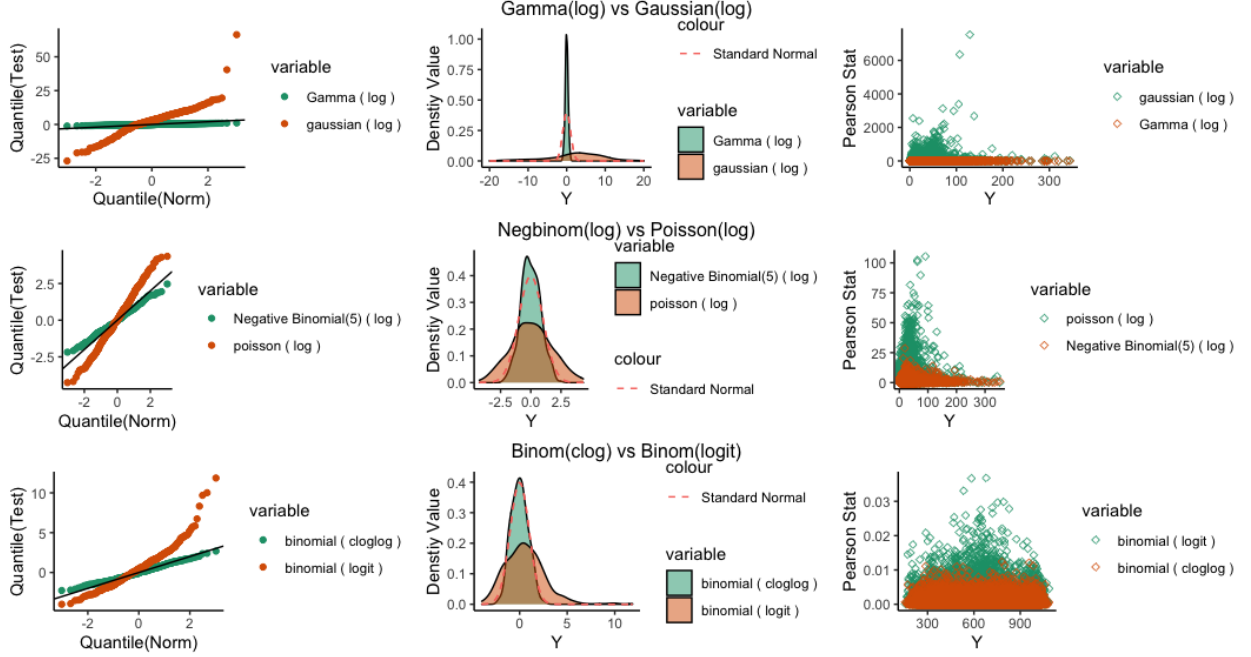 Gamma(log) vs Gaussian(log)
Quantile(Test)
50
25
0
-25
-2
0
2
Quantile(Norm)
variable
Gamma ( log )
gaussian ( log )
Denstiy Value
1.00
0.75
0.50
0.25
0.00
-20
-10
0
10
20
Y
colour
Standard Normal
variable
Gamma ( log )
gaussian ( log )
Pearson Stat
6000
4000
2000
0
0
100
200
300
Y
variable
gaussian ( log )
Gamma ( log )
Negbinom(log) vs Poisson(log)
Quantile(Test)
2.5
0.0
-2.5
-2
0
2
Quantile(Norm)
variable
Negative Binomial(5) ( log )
poisson ( log )
Denstiy Value
0.4
0.3
0.2
0.1
0.0
-2.5
0.0
2.5
Y
variable
Negative Binomial(5) ( log )
poisson ( log )
colour
Standard Normal
Pearson Stat
100
75
50
25
0
0
100
200
300
Y
variable
poisson ( log )
Negative Binomial(5) ( log )
Binom(clog) vs Binom(logit)
Quantile(Test)
10
5
0
-2
0
2
Quantile(Norm)
variable
binomial ( cloglog )
binomial ( logit )
Denstiy Value
0.4
0.3
0.2
0.1
0.0
0
5
10
Y
colour
Standard Normal
variable
binomial ( cloglog )
binomial ( logit )
Pearson Stat
0.03
0.02
0.01
0.00
300
600
900
Y
variable
binomial ( logit )
binomial ( cloglog )